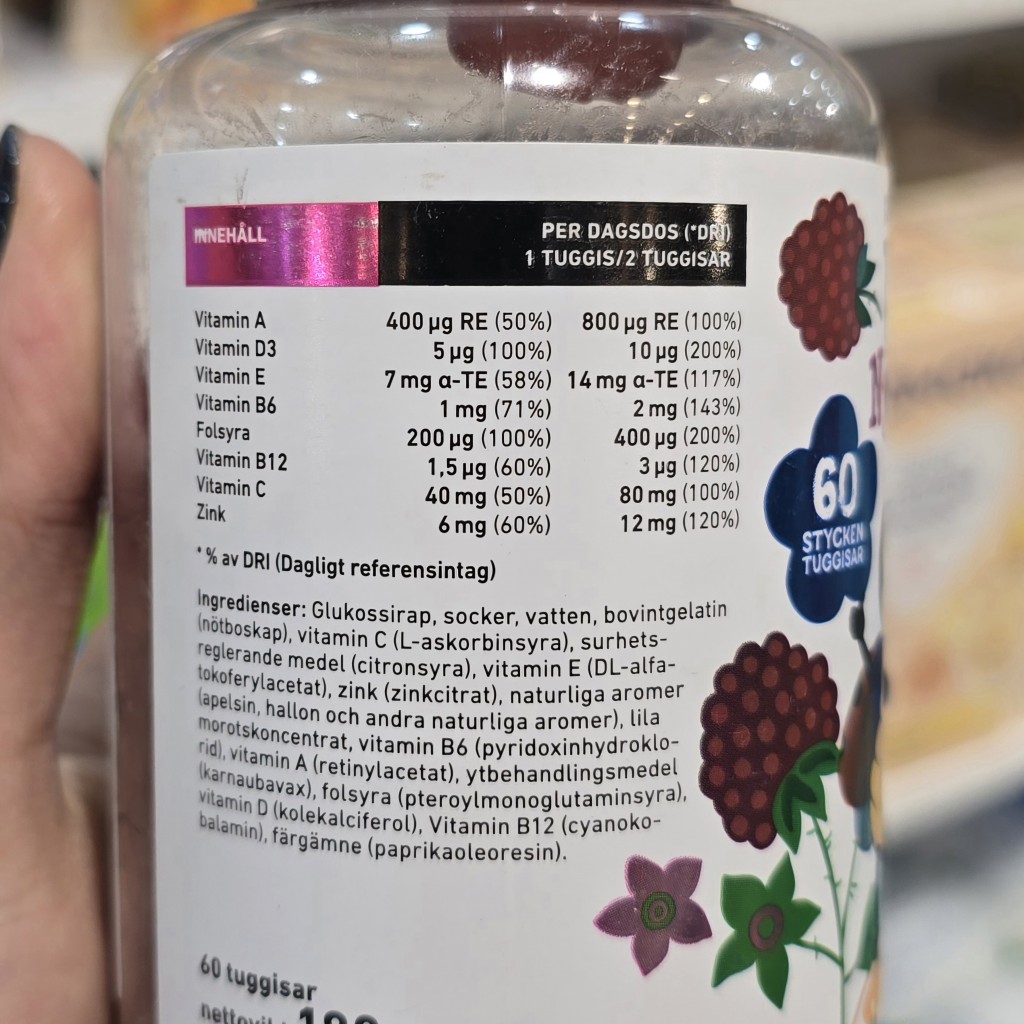 INNEHÅLL
PER DAGSDOS (*DRI)
1 TUGGIS/2 TUGGISAR
Vitamin A 400 µg RE (50%) 800 µg RE (100%)
Vitamin D3 5 µg (100%) 10 µg (200%)
Vitamin E 7 mg α-TE (58%) 14 mg α-TE (117%)
Vitamin B6 1 mg (71%) 2 mg (143%)
Folsyra 200 µg (100%) 400 µg (200%)
Vitamin B12 1,5 µg (60%) 3 µg (120%)
Vitamin C 40 mg (50%) 80 mg (100%)
Zink 6 mg (60%) 12 mg (120%)
* % av DRI (Dagligt referensintag)
Ingredienser: Glukossirap, socker, vatten, bovintgelatin
(nötboskap), vitamin C (L-askorbinsyra), surhets-
reglerande medel (citronsyra), vitamin E (DL-alfa-
tokoferylacetat), zink (zinkcitrat), naturliga aromer
(apelsin, hallon och andra naturliga aromer), lila
morotskoncentrat, vitamin B6 (pyridoxinhydroklo-
rid), vitamin A (retinylacetat), ytbehandlingsmedel
(karnaubavax), folsyra (pteroylmonoglutaminsyra),
vitamin D (kolekalciferol), Vitamin B12 (cyanoko-
balamin), färgämne (paprikaoleoresin).
60 tuggisar
60
STYCKEN
TUGGISAR